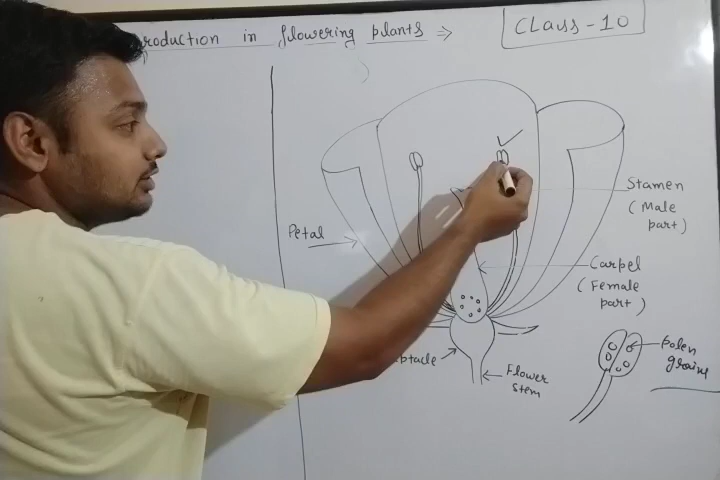 roduction in flowering plants ⇒
CLass-10
Stamen
( Male
part )
Petal
Carpel
( Female
part )
polen
grains
ptacle
Flower
stem